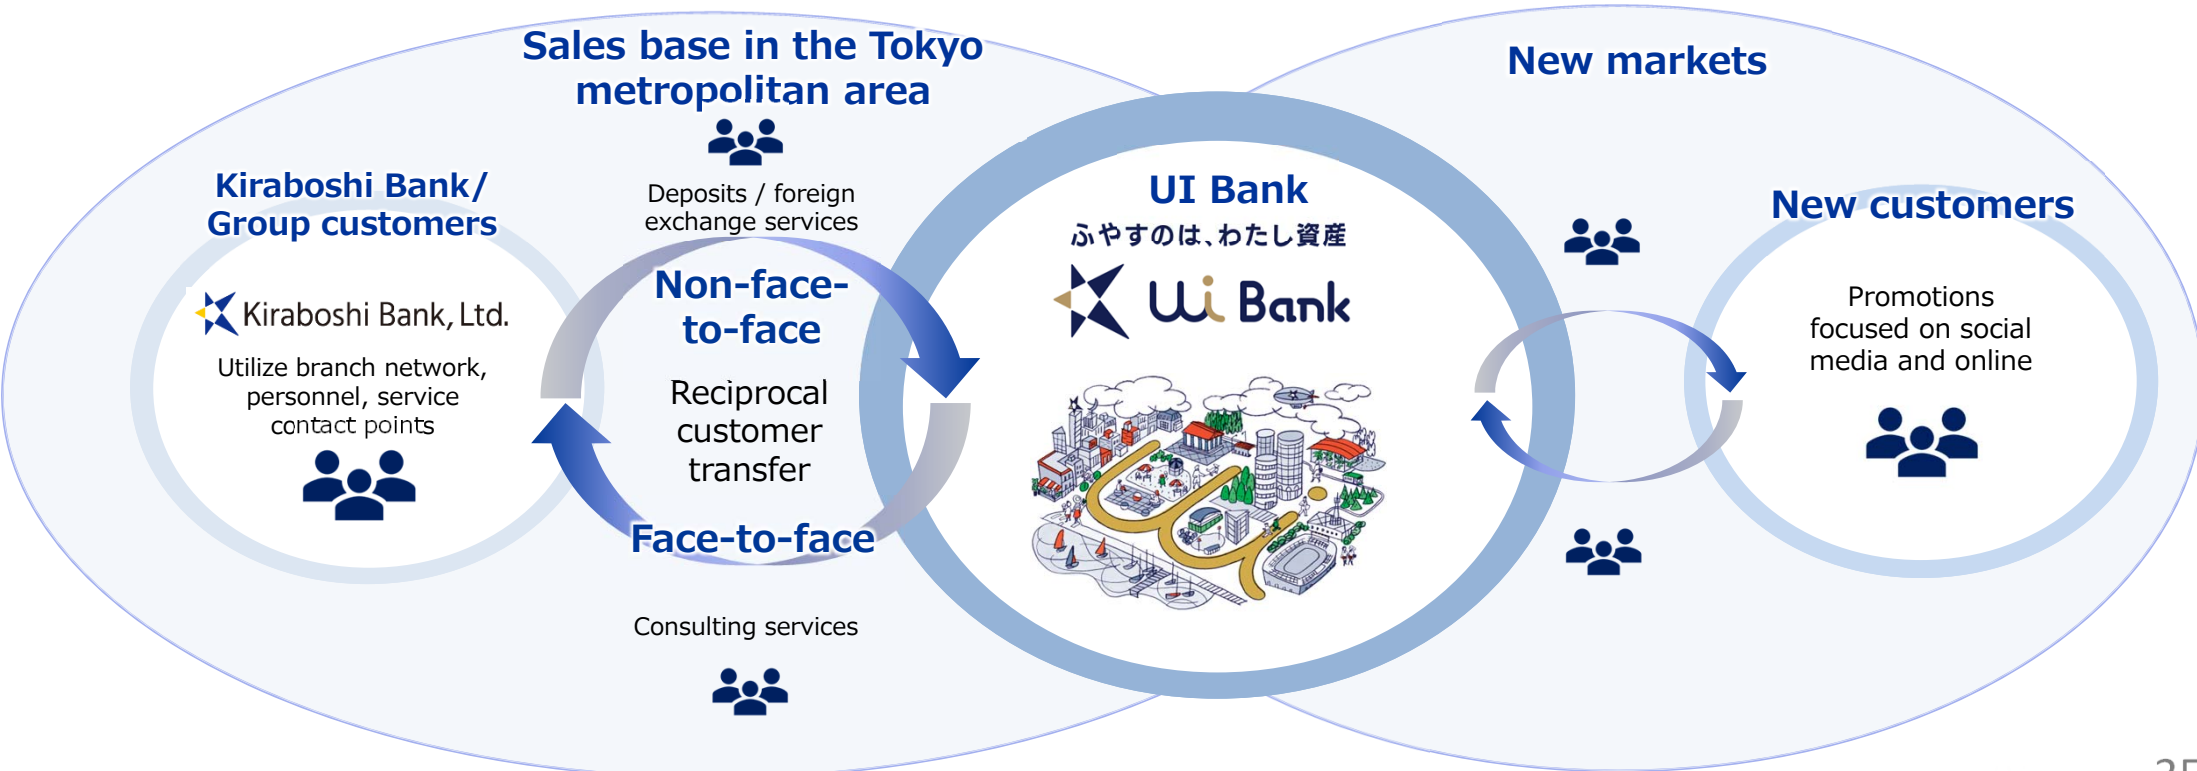 Sales base in the Tokyo
metropolitan area
New markets
Kiraboshi Bank/
Group customers
Kiraboshi Bank, Ltd.
Utilize branch network,
personnel, service
contact points
Deposits / foreign
exchange services
Non-face-
to-face
Reciprocal
customer
transfer
Face-to-face
Consulting services
UI Bank
ふやすのは、わたし資産
Ui Bank
New customers
Promotions
focused on social
media and online